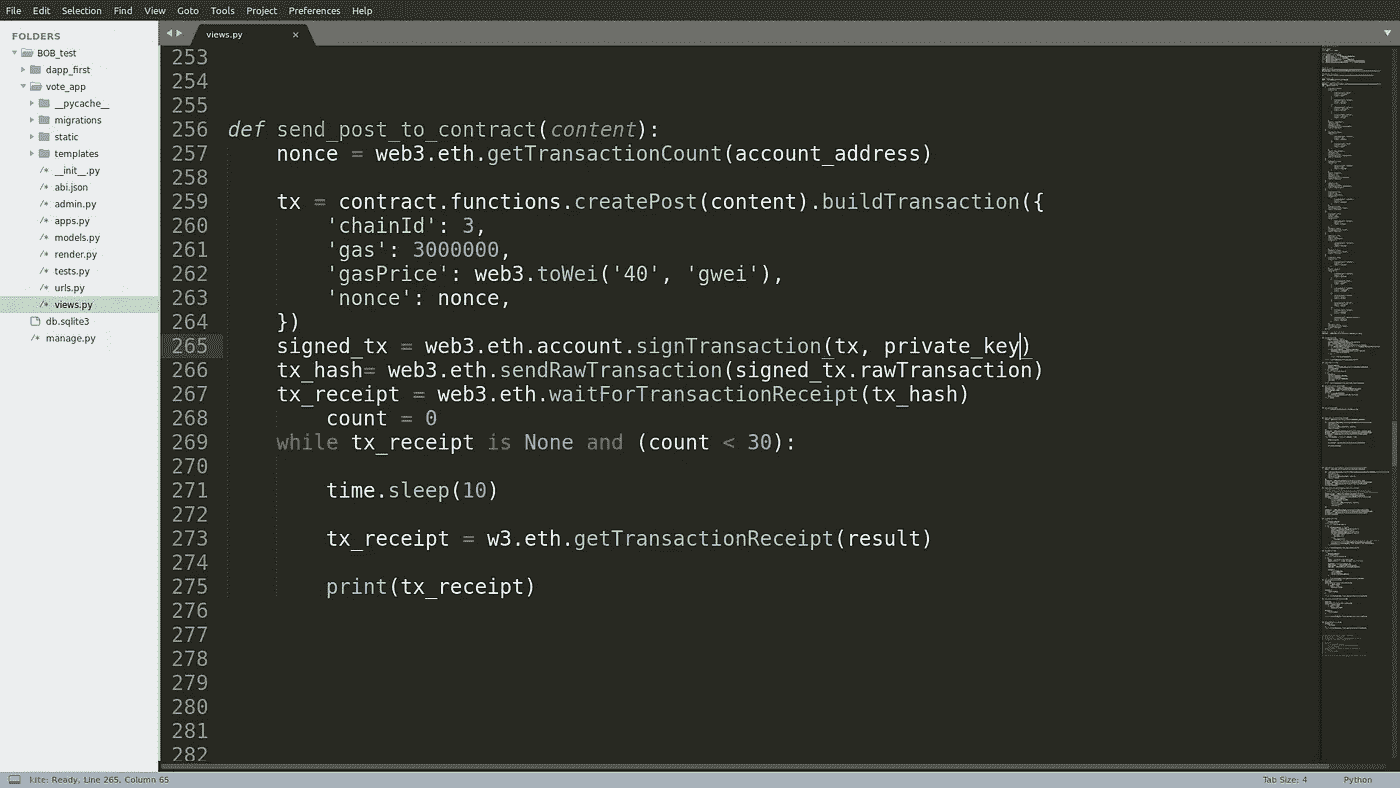 File Edit Selection Find View Goto Tools Project Preferences Help
FOLDERS
BOB_test
dapp_first
vote_app
__pycache__
migrations
static
templates
__init__.py
abi.json
admin.py
apps.py
models.py
render.py
tests.py
urls.py
views.py
db.sqlite3
manage.py
views.py
253
254
255
256 def send_post_to_contract(content):
257 nonce = web3.eth.getTransactionCount(account_address)
258
259 tx = contract.functions.createPost(content).buildTransaction({
260 'chainId': 3,
261 'gas': 3000000,
262 'gasPrice': web3.toWei('40', 'gwei'),
263 'nonce': nonce,
264 })
265 signed_tx = web3.eth.account.signTransaction(tx, private_key)
266 tx_hash= web3.eth.sendRawTransaction(signed_tx.rawTransaction)
267 tx_receipt = web3.eth.waitForTransactionReceipt(tx_hash)
268 count = 0
269 while tx_receipt is None and (count < 30):
270
271 time.sleep(10)
272
273 tx_receipt = w3.eth.getTransactionReceipt(result)
274
275 print(tx_receipt)
276
277
278
279
280
281
282
kite: Ready, Line 265, Column 65
Tab Size: 4 Python